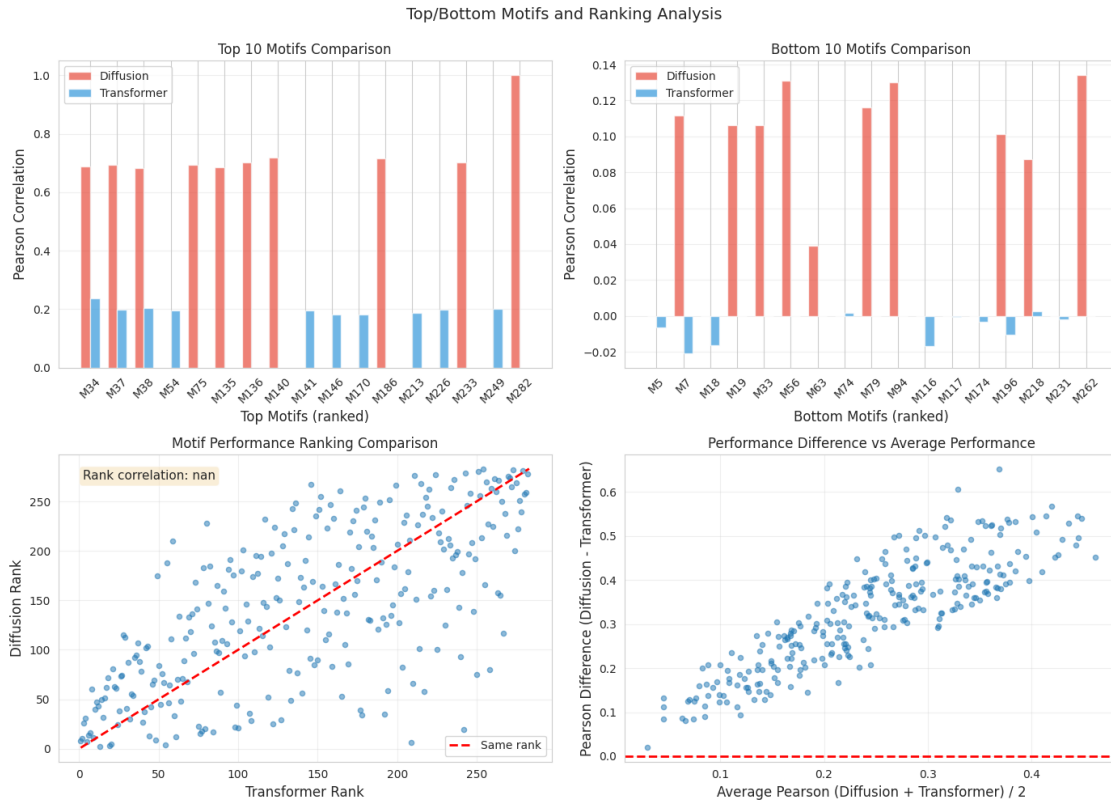 Top/Bottom Motifs and Ranking Analysis
Top 10 Motifs Comparison
Pearson Correlation
1.0
0.8
0.6
0.4
0.2
0.0
Diffusion
Transformer
M34 M37 M38 M54 M75 M135 M136 M140 M141 M146 M170 M186 M213 M226 M233 M249 M282
Top Motifs (ranked)
Bottom 10 Motifs Comparison
Pearson Correlation
0.14
0.12
0.10
0.08
0.06
0.04
0.02
0.00
−0.02
Diffusion
Transformer
M5 M7 M18 M19 M33 M56 M63 M74 M79 M94 M116 M117 M174 M196 M218 M231 M262
Bottom Motifs (ranked)
Motif Performance Ranking Comparison
Diffusion Rank
250
200
150
100
50
0
Rank correlation: nan
Same rank
0 50 100 150 200 250
Transformer Rank
Performance Difference vs Average Performance
Pearson Difference (Diffusion - Transformer)
0.6
0.5
0.4
0.3
0.2
0.1
0.0
0.1 0.2 0.3 0.4
Average Pearson (Diffusion + Transformer) / 2